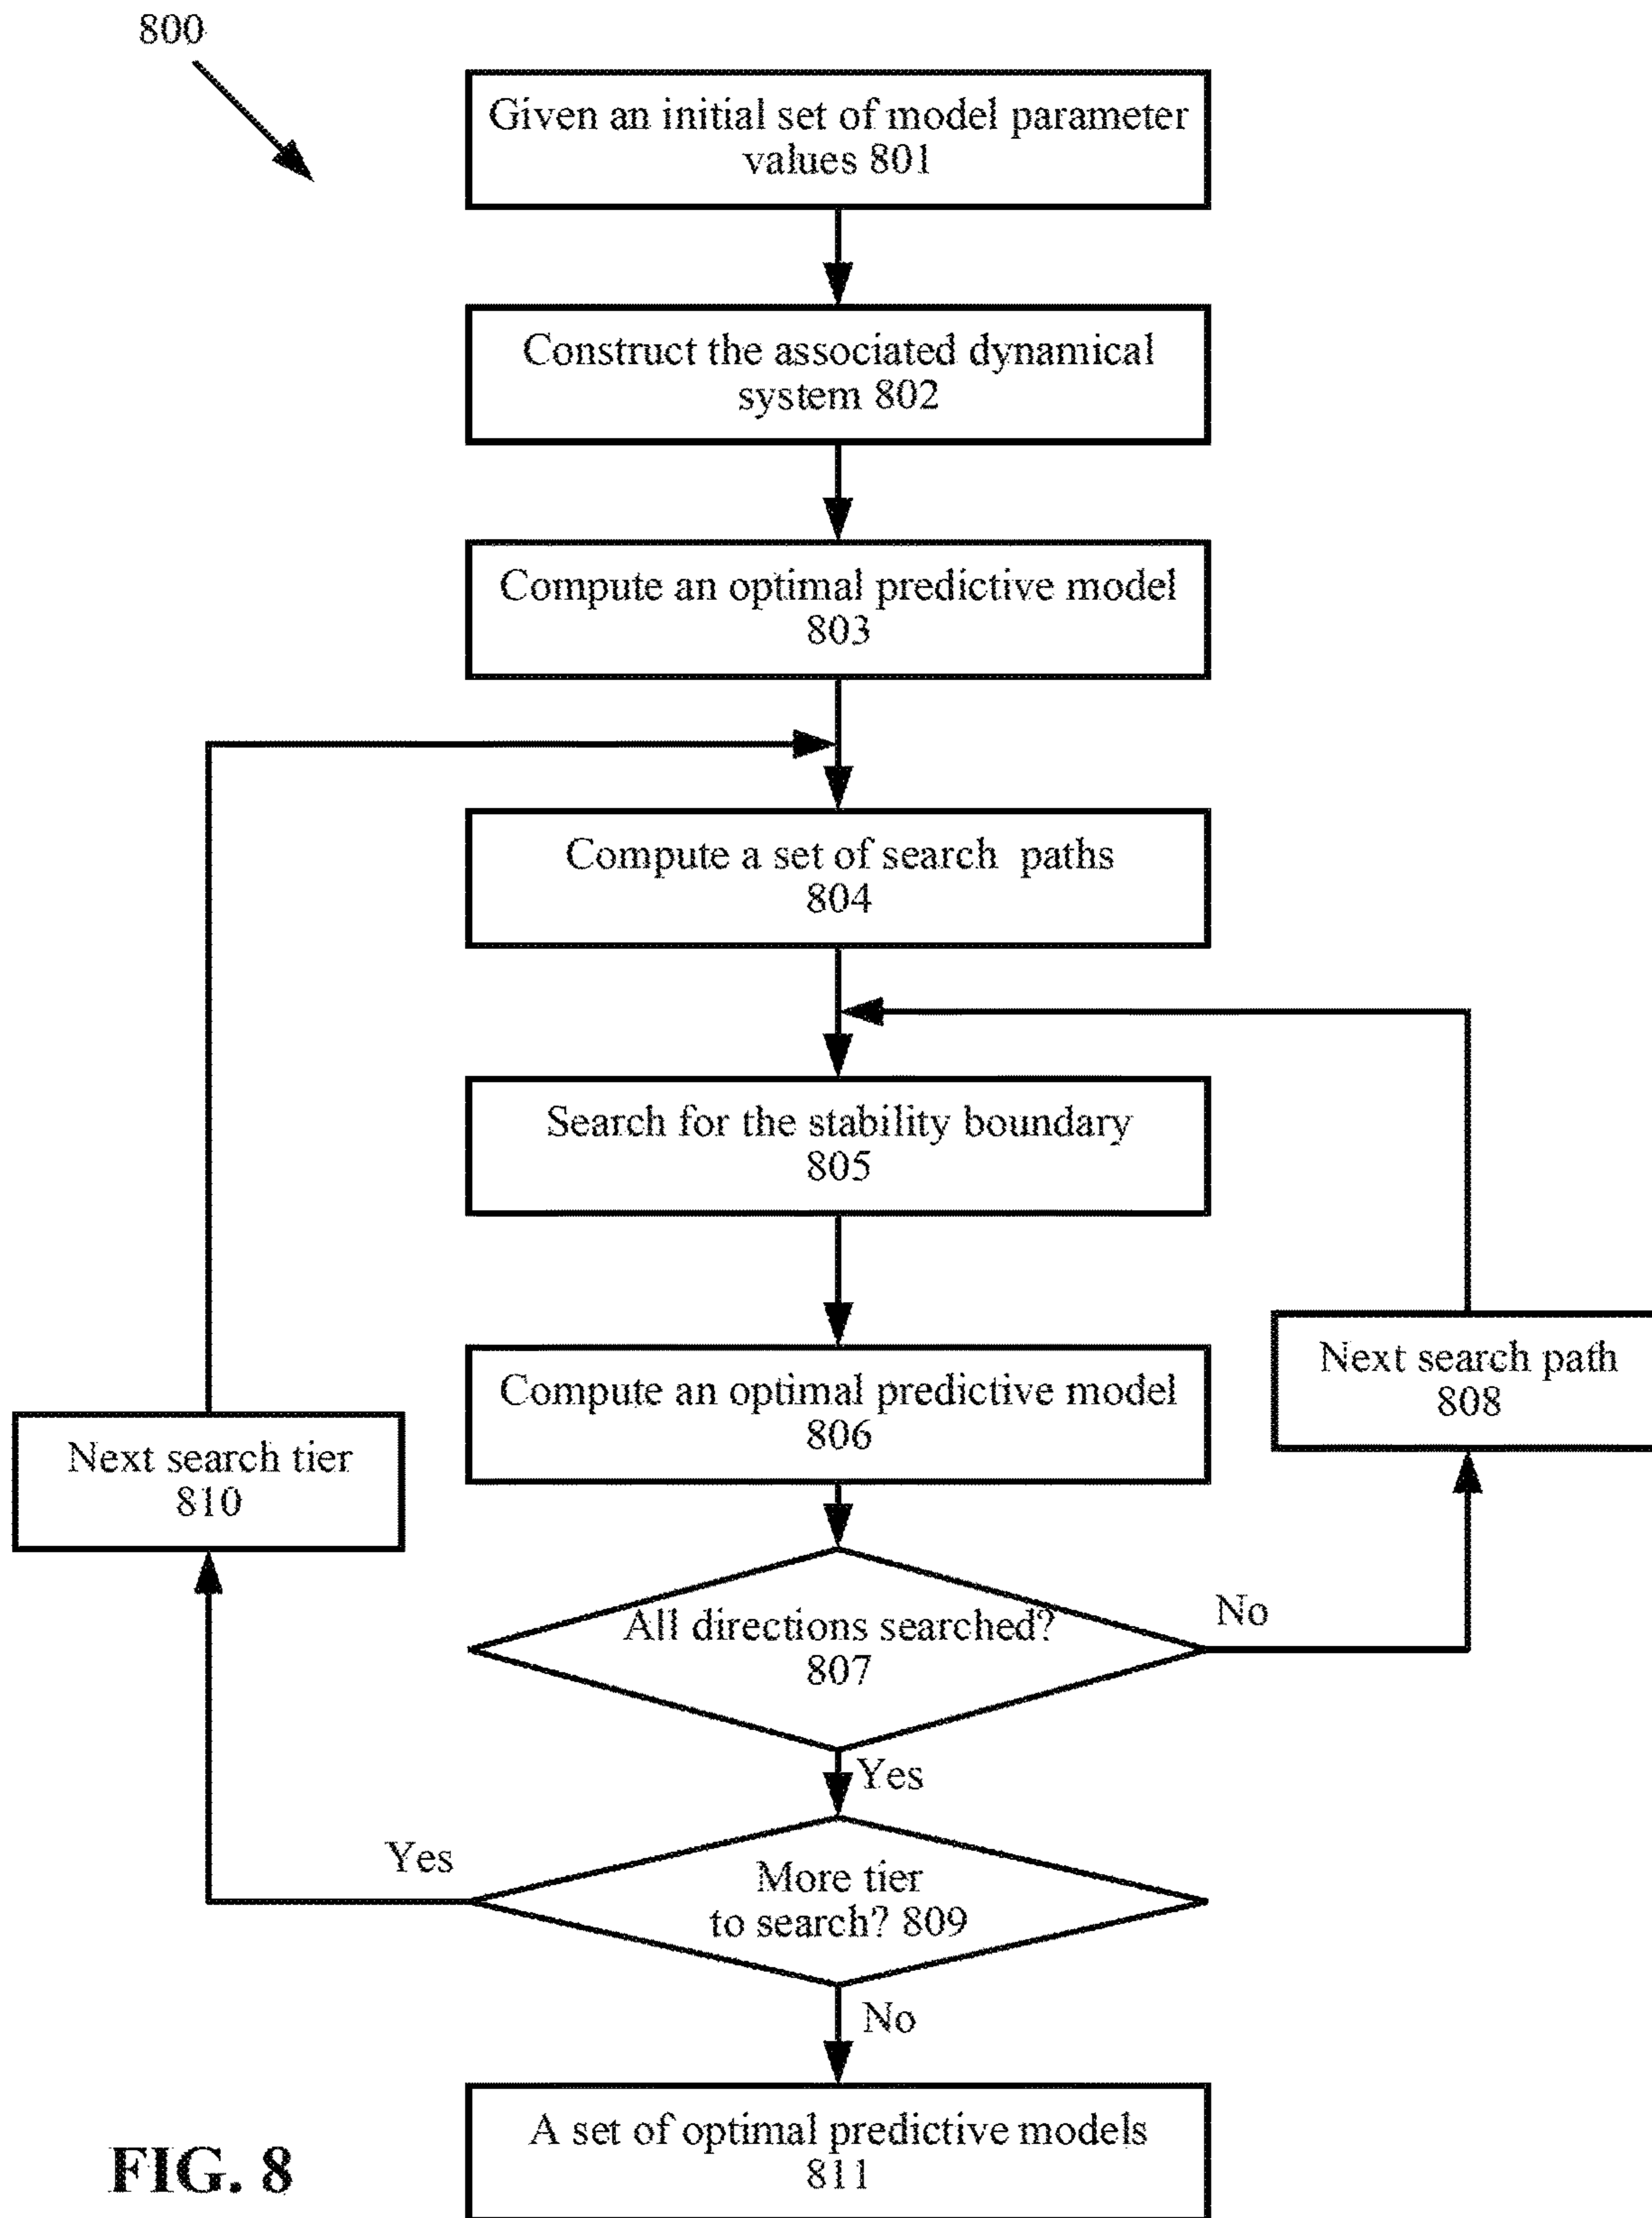 800
Given an initial set of model parameter
values 801
Construct the associated dynamical
system 802
Compute an optimal predictive model
803
Compute a set of search paths
804
Search for the stability boundary
805
Compute an optimal predictive model
806
Next search path
808
Next search tier
810
All directions searched?
807
No
Yes
Yes
More tier
to search? 809
No
A set of optimal predictive models
811
FIG. 8